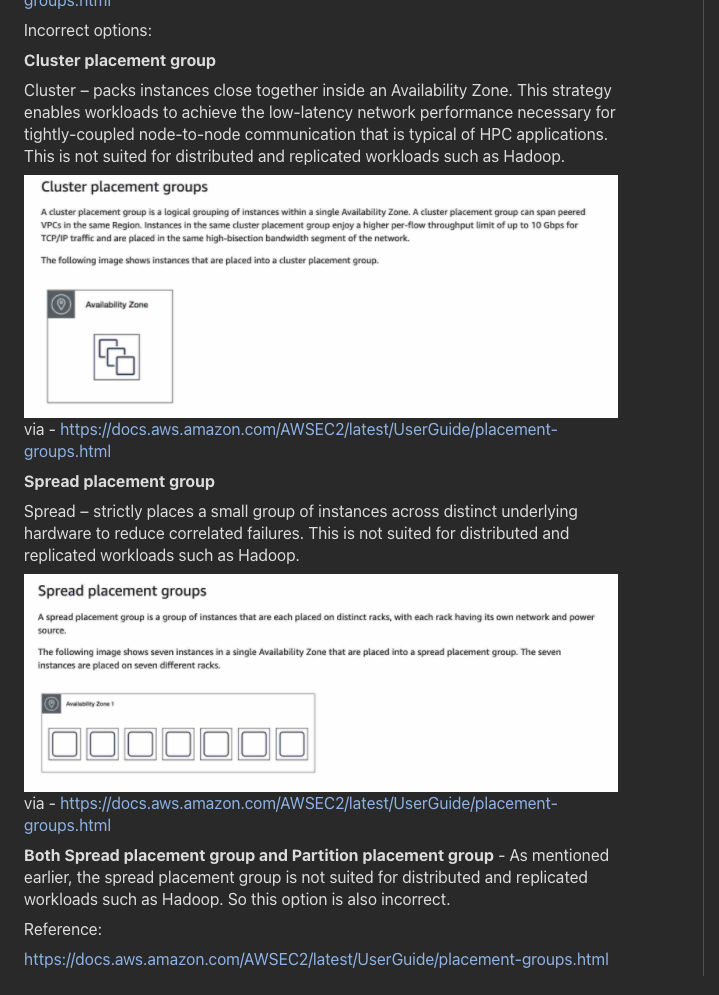 groups.html
Incorrect options:
Cluster placement group
Cluster – packs instances close together inside an Availability Zone. This strategy
enables workloads to achieve the low-latency network performance necessary for
tightly-coupled node-to-node communication that is typical of HPC applications.
This is not suited for distributed and replicated workloads such as Hadoop.
Cluster placement groups
A cluster placement group is a logical grouping of instances within a single Availability Zone. A cluster placement group can span peered
VPCs in the same Region. Instances in the same cluster placement group enjoy a higher per-flow throughput limit of up to 10 Gbps for
TCP/IP traffic and are placed in the same high-bisection bandwidth segment of the network.
The following image shows instances that are placed into a cluster placement group.
Availability Zone
via - https://docs.aws.amazon.com/AWSEC2/latest/UserGuide/placement-
groups.html
Spread placement group
Spread – strictly places a small group of instances across distinct underlying
hardware to reduce correlated failures. This is not suited for distributed and
replicated workloads such as Hadoop.
Spread placement groups
A spread placement group is a group of instances that are each placed on distinct racks, with each rack having its own network and power
source.
The following image shows seven instances in a single Availability Zone that are placed into a spread placement group. The seven
instances are placed on seven different racks.
Availability Zone 1
via - https://docs.aws.amazon.com/AWSEC2/latest/UserGuide/placement-
groups.html
Both Spread placement group and Partition placement group - As mentioned
earlier, the spread placement group is not suited for distributed and replicated
workloads such as Hadoop. So this option is also incorrect.
Reference:
https://docs.aws.amazon.com/AWSEC2/latest/UserGuide/placement-groups.html